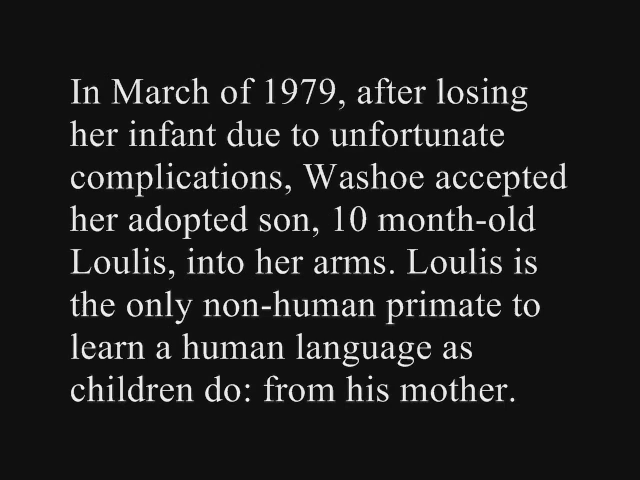 In March of 1979, after losing
her infant due to unfortunate
complications, Washoe accepted
her adopted son, 10 month-old
Loulis, into her arms. Loulis is
the only non-human primate to
learn a human language as
children do: from his mother.